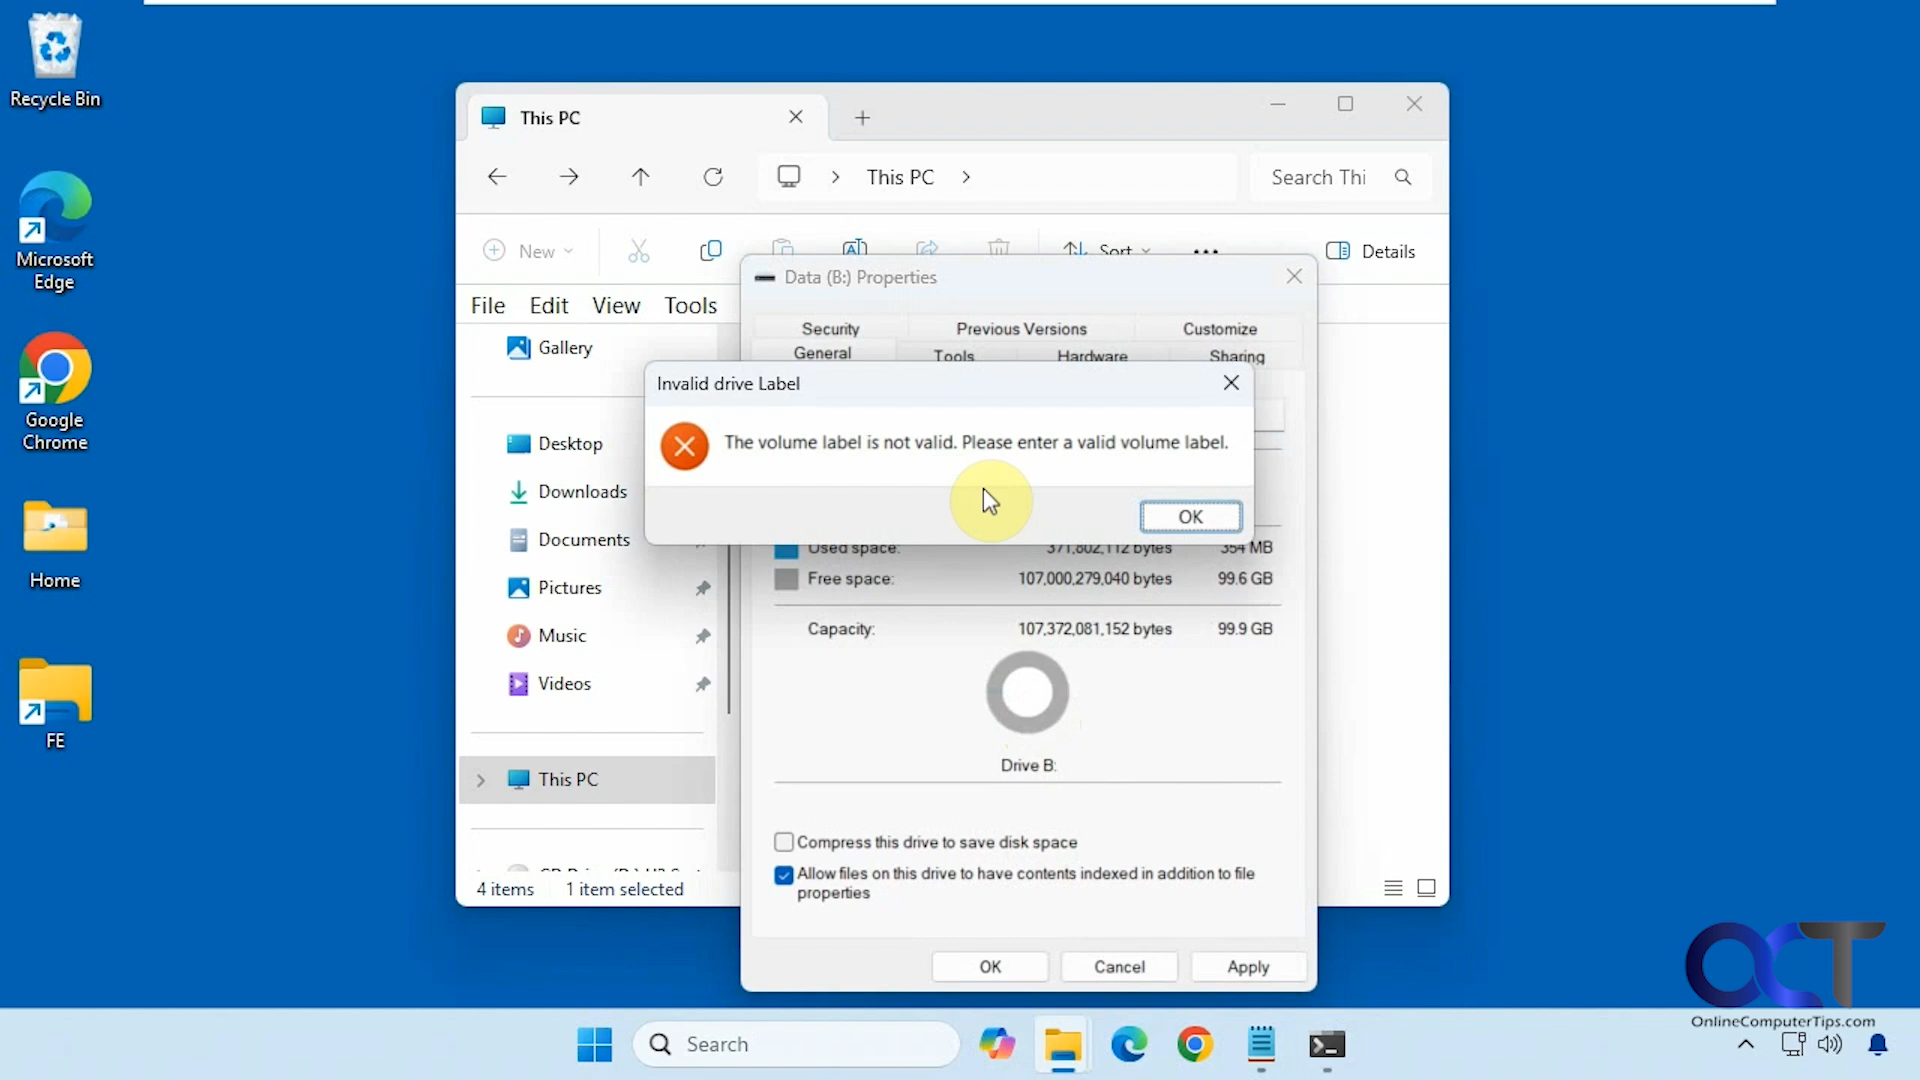 Recycle Bin
Microsoft
Edge
Google
Chrome
Home
FE
This PC
This PC
Search Thi
New
Sort
Details
File Edit View Tools
Gallery
Desktop
Downloads
Documents
Pictures
Music
Videos
This PC
4 items 1 item selected
Data (B:) Properties
Security Previous Versions Customize
General Tools Hardware Sharing
Invalid drive Label
The volume label is not valid. Please enter a valid volume label.
OK
Used space: 371,802,112 bytes 354 MB
Free space: 107,000,279,040 bytes 99.6 GB
Capacity: 107,372,081,152 bytes 99.9 GB
Drive B:
Compress this drive to save disk space
Allow files on this drive to have contents indexed in addition to file
properties
OK Cancel Apply
OCT
OnlineComputerTips.com
Search